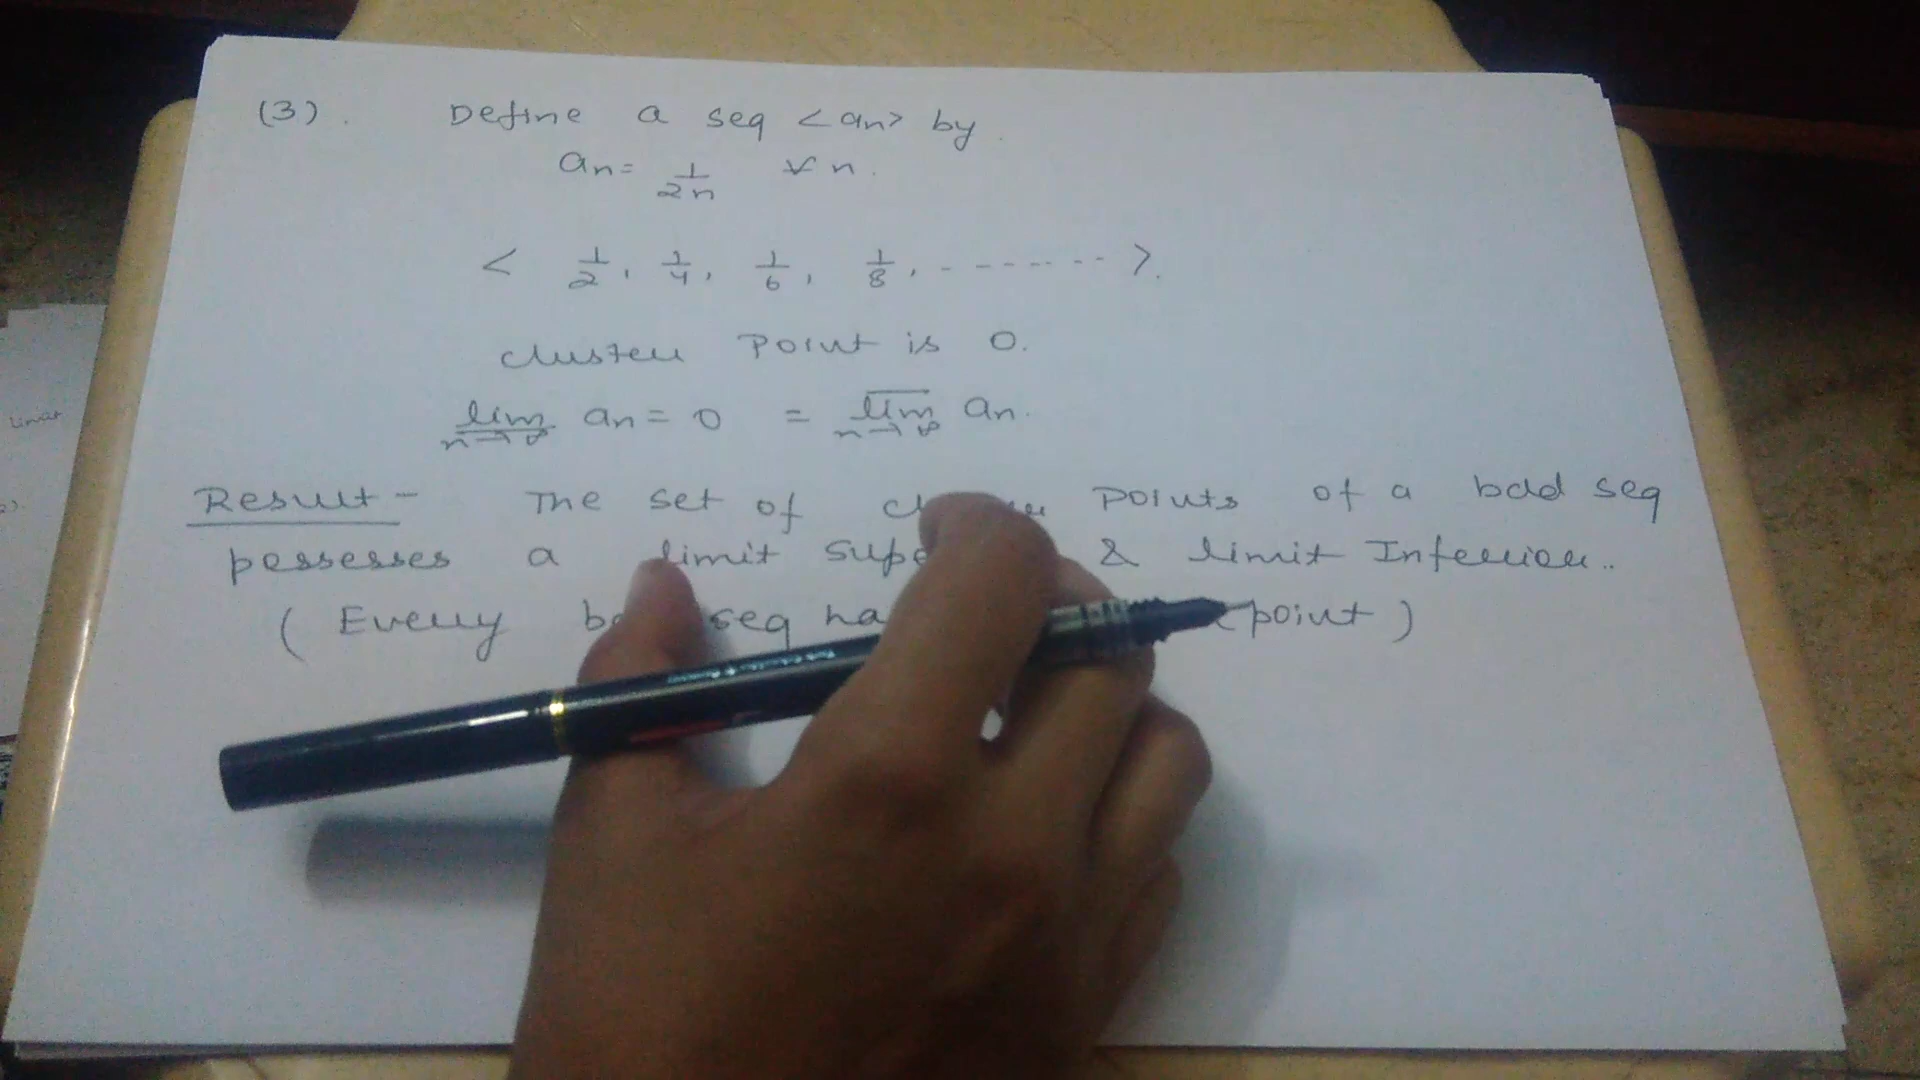 (3). Define a seq <an> by
an = 1/2n ∀ n.
< 1/2, 1/4, 1/6, 1/8, - - - - - - - >.
cluster Point is 0.
lim n→∞ an = 0 = lim n→∞ an.
Result - The set of points of a bdd seq
possesses a limit & limit Inferior..
( Every seq point )